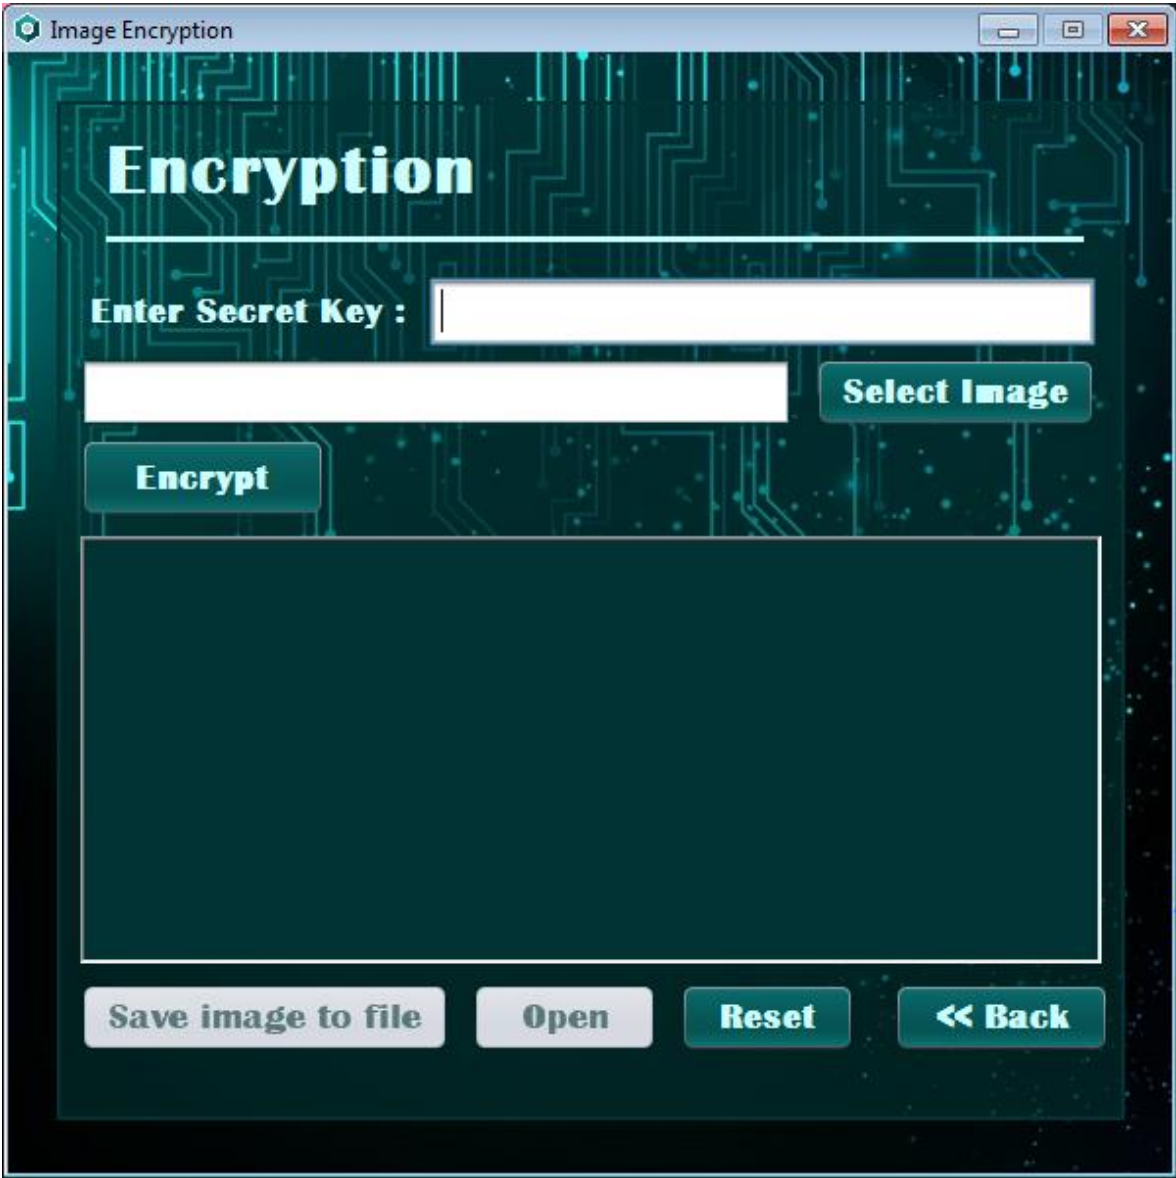 Image Encryption
Encryption
Enter Secret Key :
Select Image
Encrypt
Save image to file Open Reset << Back